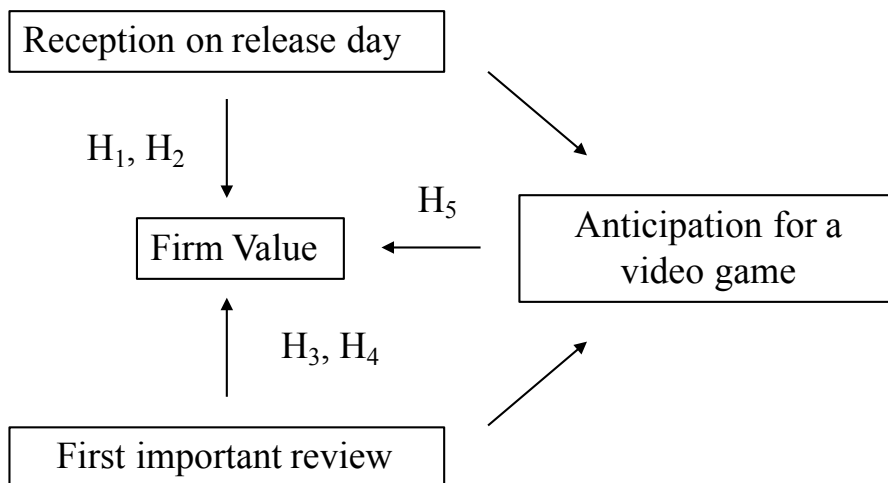 Reception on release day
H₁, H₂
H₅
Firm Value
Anticipation for a
video game
H₃, H₄
First important review